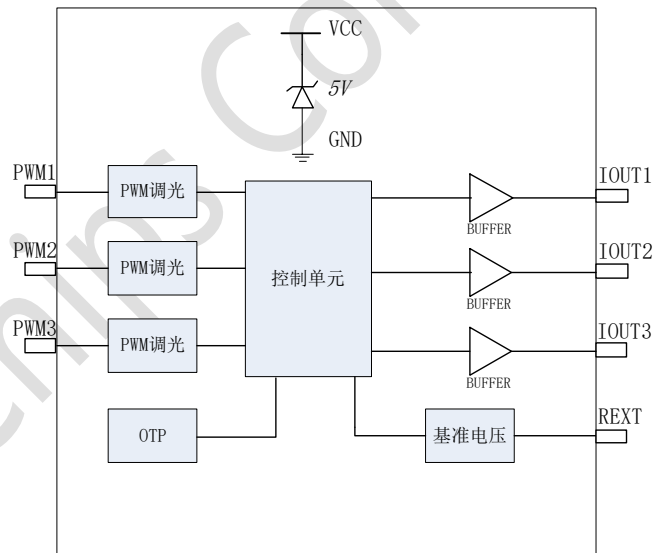 VCC
5V
GND
PWM1
PWM调光
IOUT1
BUFFER
PWM2
PWM调光
控制单元
IOUT2
BUFFER
PWM3
PWM调光
IOUT3
BUFFER
OTP
基准电压
REXT